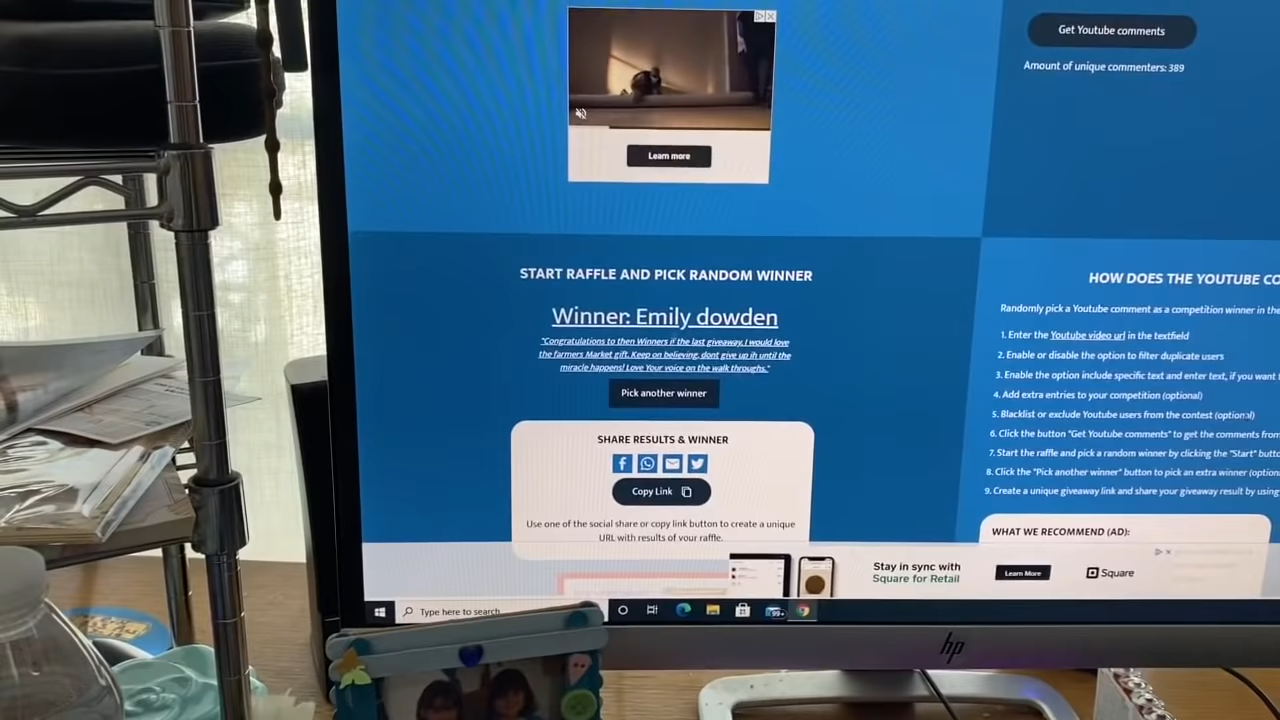 Get Youtube comments
Amount of unique commenters: 389
Learn more
START RAFFLE AND PICK RANDOM WINNER
Winner: Emily dowden
"Congratulations to then Winners if the last giveaway. I would love
the farmers Market gift. Keep on believing, dont give up ih until the
miracle happens! Love Your voice on the walk throughs."
Pick another winner
SHARE RESULTS & WINNER
Copy Link
Use one of the social share or copy link button to create a unique
URL with results of your raffle.
HOW DOES THE YOUTUBE CO
Randomly pick a Youtube comment as a competition winner in the
1. Enter the Youtube video url in the textfield
2. Enable or disable the option to filter duplicate users
3. Enable the option include specific text and enter text, if you want
4. Add extra entries to your competition (optional)
5. Blacklist or exclude Youtube users from the contest (optional)
6. Click the button "Get Youtube comments" to get the comments from
7. Start the raffle and pick a random winner by clicking the "Start" butto
8. Click the "Pick another winner" button to pick an extra winner (option
9. Create a unique giveaway link and share your giveaway result by using
WHAT WE RECOMMEND (AD):
Stay in sync with
Square for Retail
Learn More
Square
Type here to search
99+
hp